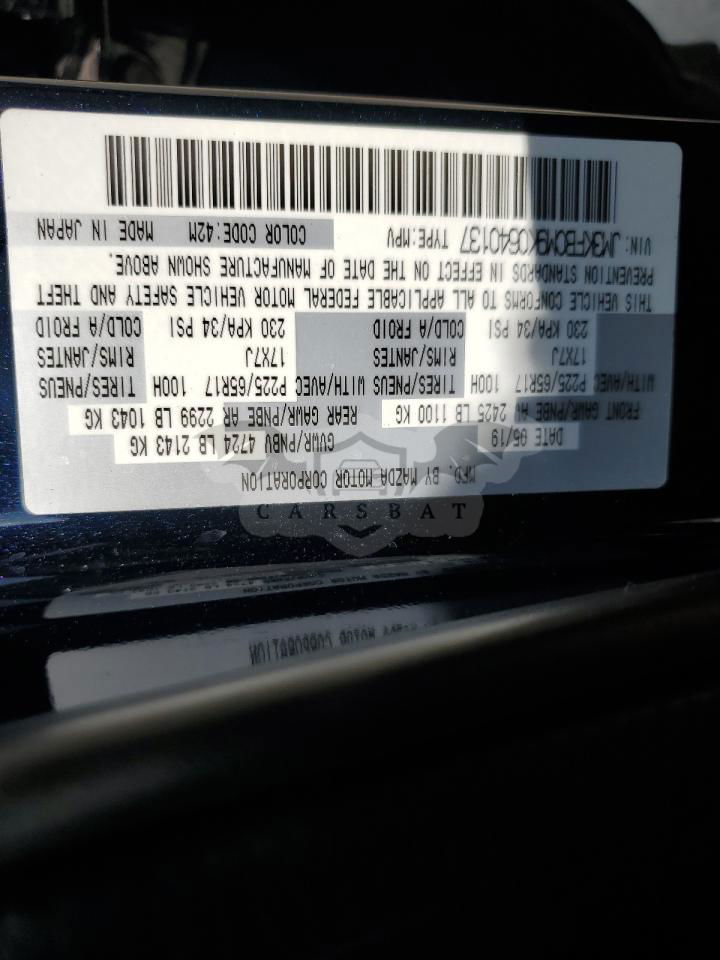 MFD. BY MAZDA MOTOR CORPORATION
DATE 05/19 GVWR/PNBV 4724 LB 2143 KG
FRONT GAWR/PNBE AV 2425 LB 1100 KG REAR GAWR/PNBE AR 2299 LB 1043 KG
WITH/AVEC P225/65R17 100H TIRES/PNEUS WITH/AVEC P225/65R17 100H TIRES/PNEUS
17X7J RIMS/JANTES 17X7J RIMS/JANTES
230 KPA/34 PSI COLD/A FROID 230 KPA/34 PSI COLD/A FROID
THIS VEHICLE CONFORMS TO ALL APPLICABLE FEDERAL MOTOR VEHICLE SAFETY AND THEFT
PREVENTION STANDARDS IN EFFECT ON THE DATE OF MANUFACTURE SHOWN ABOVE.
VIN: JM3KFBCM9K0640137 TYPE:MPV COLOR CODE:42M MADE IN JAPAN
CARSBAT